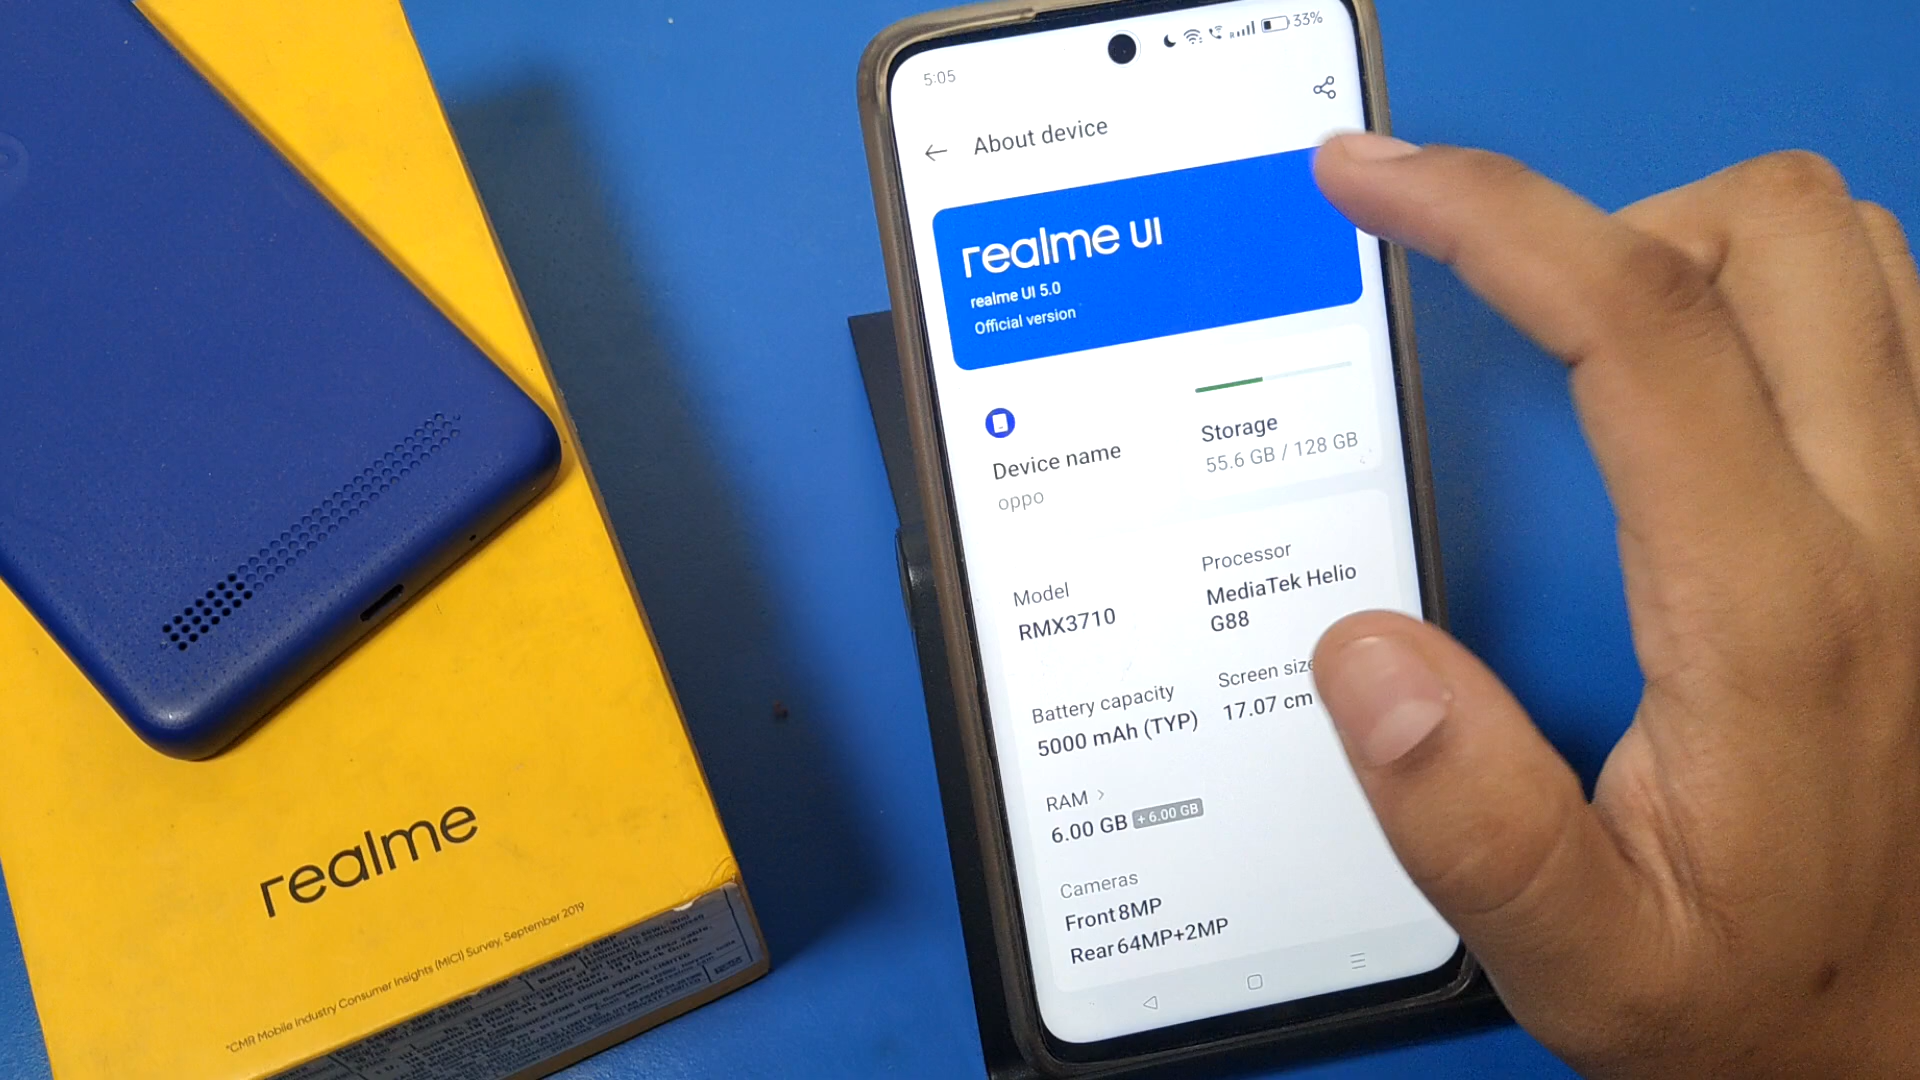 5:05
33%
About device
realme UI
realme UI 5.0
Official version
Device name
oppo
Storage
55.6 GB / 128 GB
Model
RMX3710
Processor
MediaTek Helio
G88
Battery capacity
5000 mAh (TYP)
Screen size
17.07 cm
RAM >
6.00 GB + 6.00 GB
Cameras
Front 8MP
Rear 64MP+2MP
realme
*CMR Mobile Industry Consumer Insights (MICI) Survey, September 2019